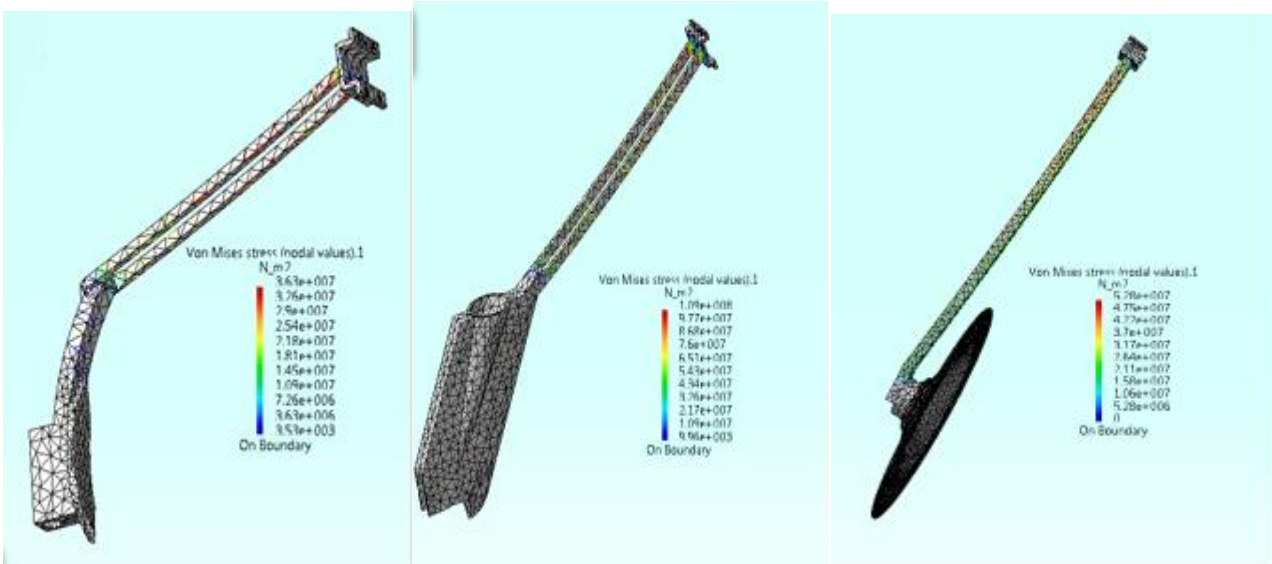 Von Mises stress (nodal values).1
N_m2
3.63e+007
3.26e+007
2.9e+007
2.54e+007
2.18e+007
1.81e+007
1.45e+007
1.09e+007
7.26e+006
3.63e+006
3.53e+003
On Boundary
Von Mises stress (nodal values).1
N_m2
1.09e+008
9.77e+007
8.68e+007
7.6e+007
6.51e+007
5.43e+007
4.34e+007
3.26e+007
2.17e+007
1.09e+007
9.96e+003
On Boundary
Von Mises stress (nodal values).1
N_m2
5.28e+007
4.75e+007
4.22e+007
3.7e+007
3.17e+007
2.64e+007
2.11e+007
1.58e+007
1.06e+007
5.28e+006
0
On Boundary